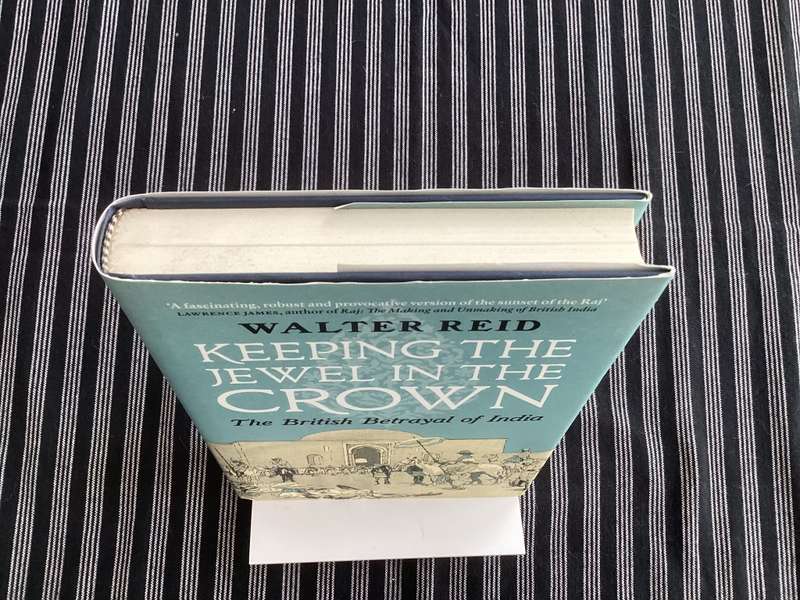 'A fascinating, robust and provocative version of the sunset of the Raj'
LAWRENCE JAMES, author of Raj: The Making and Unmaking of British India
WALTER REID
KEEPING THE
JEWEL IN THE
CROWN
The British Betrayal of India